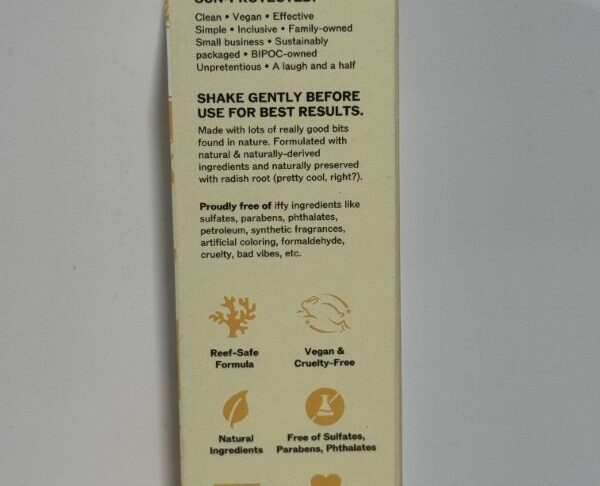 SUN-PROTECTED.
Clean • Vegan • Effective
Simple • Inclusive • Family-owned
Small business • Sustainably
packaged • BIPOC-owned
Unpretentious • A laugh and a half
SHAKE GENTLY BEFORE
USE FOR BEST RESULTS.
Made with lots of really good bits
found in nature. Formulated with
natural & naturally-derived
ingredients and naturally preserved
with radish root (pretty cool, right?).
Proudly free of iffy ingredients like
sulfates, parabens, phthalates,
petroleum, synthetic fragrances,
artificial coloring, formaldehyde,
cruelty, bad vibes, etc.
Reef-Safe
Formula
Vegan &
Cruelty-Free
Natural
Ingredients
Free of Sulfates,
Parabens, Phthalates